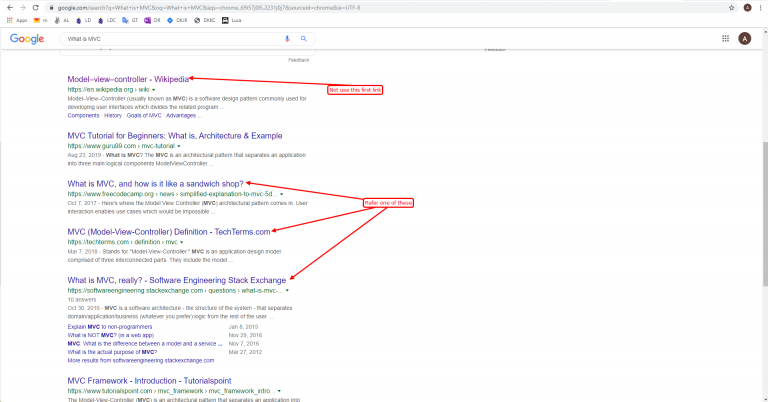 google.com/search?q=What+is+MVC&oq=What+is+MVC&aqs=chrome..69i57j0l5.2231j0j7&sourceid=chrome&ie=UTF-8
Apps M AL LD LDC GT DR DKJR DKKC Luca
Google What is MVC A
Feedback
Model–view–controller - Wikipedia
https://en.wikipedia.org › wiki
Not use this first link
Model–View–Controller (usually known as MVC) is a software design pattern commonly used for
developing user interfaces which divides the related program ...
Components · History · Goals of MVC · Advantages ...
MVC Tutorial for Beginners: What is, Architecture & Example
https://www.guru99.com › mvc-tutorial
Aug 23, 2019 - What is MVC? The MVC is an architectural pattern that separates an application
into three main logical components ModelViewController ...
What is MVC, and how is it like a sandwich shop?
https://www.freecodecamp.org › news › simplified-explanation-to-mvc-5d...
Oct 7, 2017 - Here's where the Model View Controller (MVC) architectural pattern comes in. User
Refer one of these
interaction enables use cases which would be impossible ...
MVC (Model-View-Controller) Definition - TechTerms.com
https://techterms.com › definition › mvc
Mar 7, 2018 - Stands for "Model-View-Controller." MVC is an application design model
comprised of three interconnected parts. They include the model ...
What is MVC, really? - Software Engineering Stack Exchange
https://softwareengineering.stackexchange.com › questions › what-is-mvc-...
10 answers
Oct 30, 2016 - MVC is a software architecture - the structure of the system - that separates
domain/application/business (whatever you prefer) logic from the rest of the user ...
Explain MVC to non-programmers Jan 8, 2015
What is NOT MVC? (in a web app) Nov 29, 2016
MVC: What is the difference between a model and a service ... Nov 7, 2016
What is the actual purpose of MVC? Mar 27, 2012
More results from softwareengineering.stackexchange.com
MVC Framework - Introduction - Tutorialspoint
https://www.tutorialspoint.com › mvc_framework › mvc_framework_intro...
The Model-View-Controller (MVC) is an architectural pattern that separates an application into